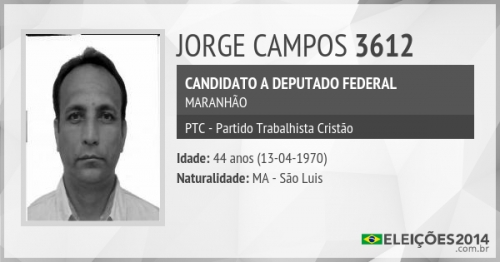 JORGE CAMPOS 3612
CANDIDATO A DEPUTADO FEDERAL
MARANHÃO
PTC - Partido Trabalhista Cristão
Idade: 44 anos (13-04-1970)
Naturalidade: MA - São Luis
ELEIÇÕES2014
.com.br